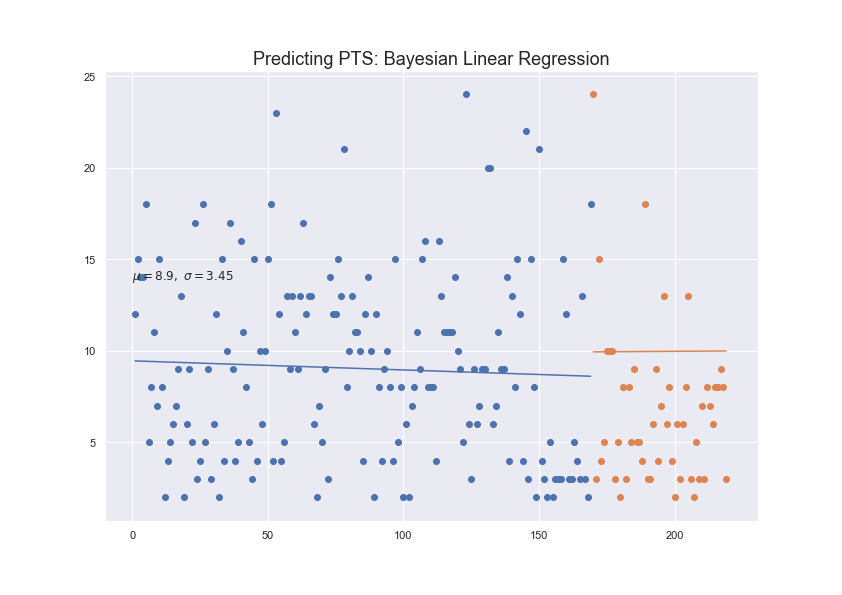 Predicting PTS: Bayesian Linear Regression
25
20
15
μ = 8.9, σ = 3.45
10
5
0 50 100 150 200